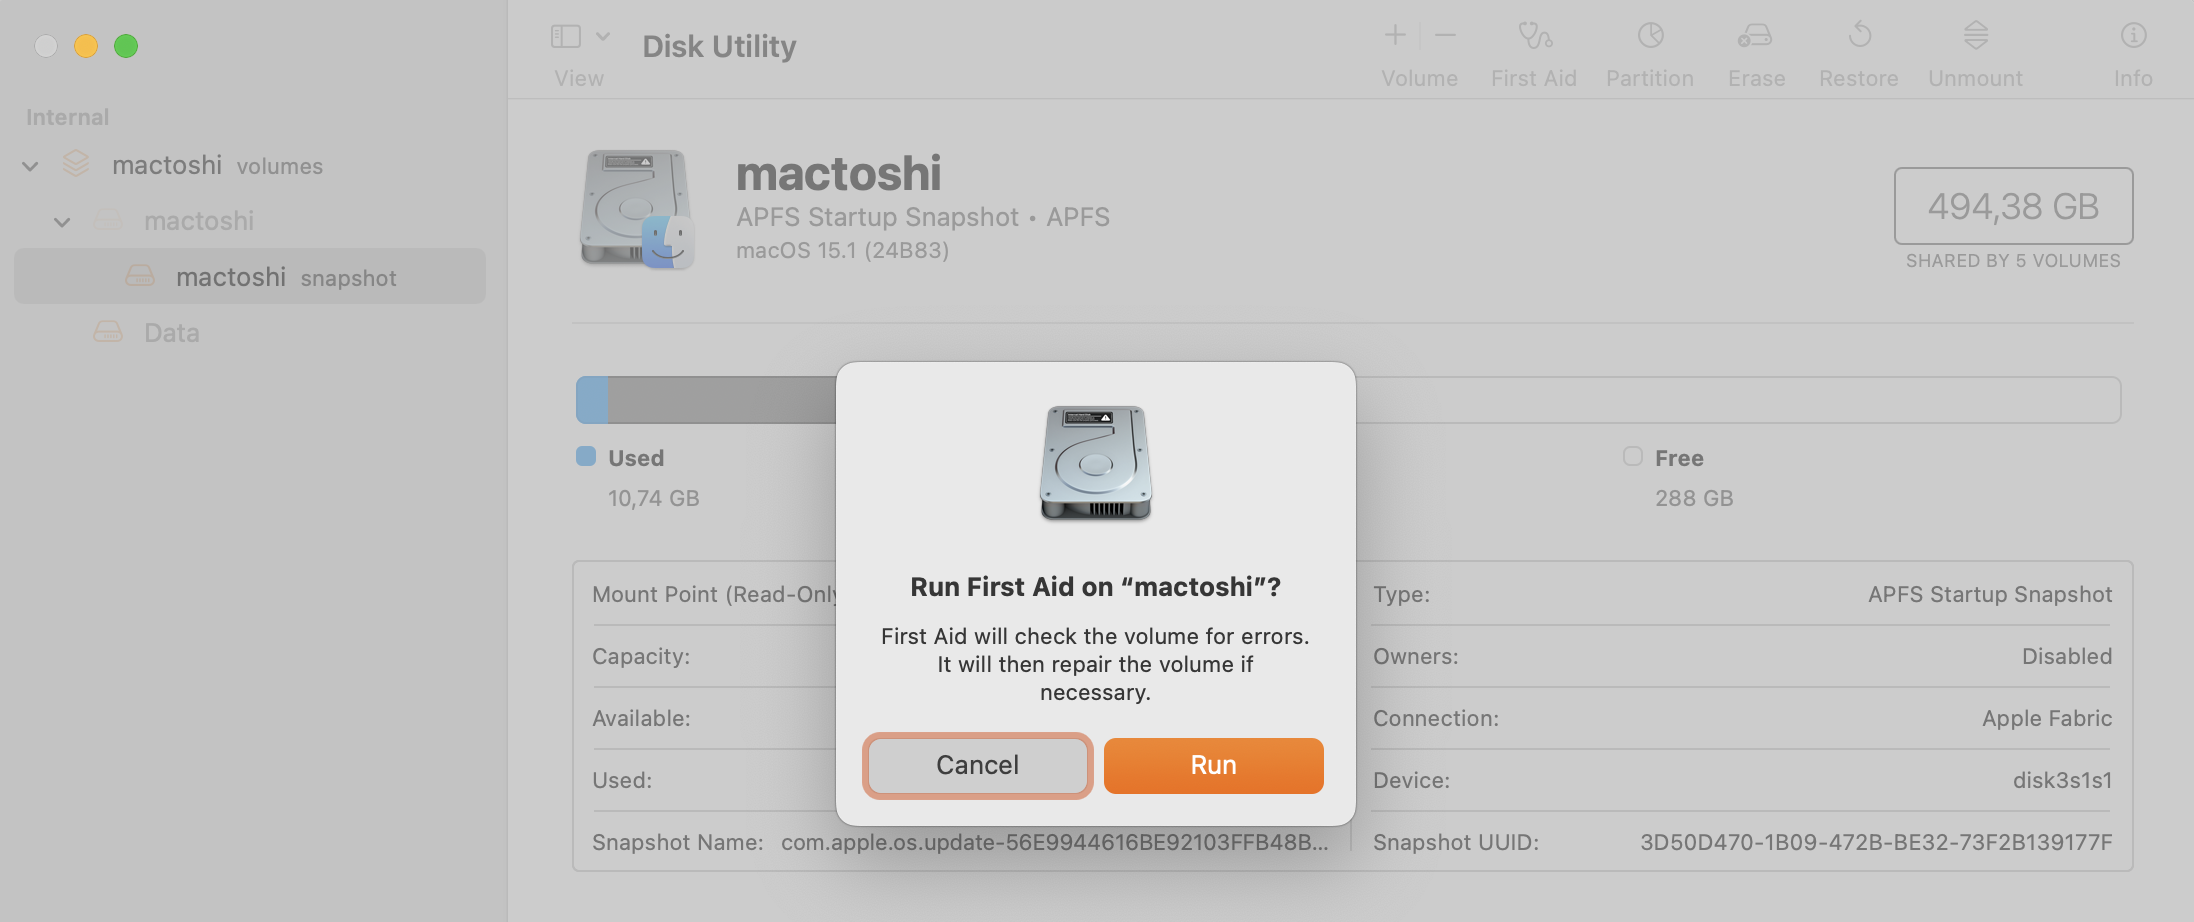 View
Disk Utility
Volume
First Aid
Partition
Erase
Restore
Unmount
Info
Internal
mactoshi volumes
mactoshi
mactoshi snapshot
Data
mactoshi
APFS Startup Snapshot • APFS
macOS 15.1 (24B83)
494,38 GB
SHARED BY 5 VOLUMES
Used
10,74 GB
Free
288 GB
Run First Aid on “mactoshi”?
First Aid will check the volume for errors.
It will then repair the volume if
necessary.
Cancel
Run
Mount Point (Read-Only
Capacity:
Available:
Used:
Snapshot Name: com.apple.os.update-56E9944616BE92103FFB48B...
Type: APFS Startup Snapshot
Owners: Disabled
Connection: Apple Fabric
Device: disk3s1s1
Snapshot UUID: 3D50D470-1B09-472B-BE32-73F2B139177F